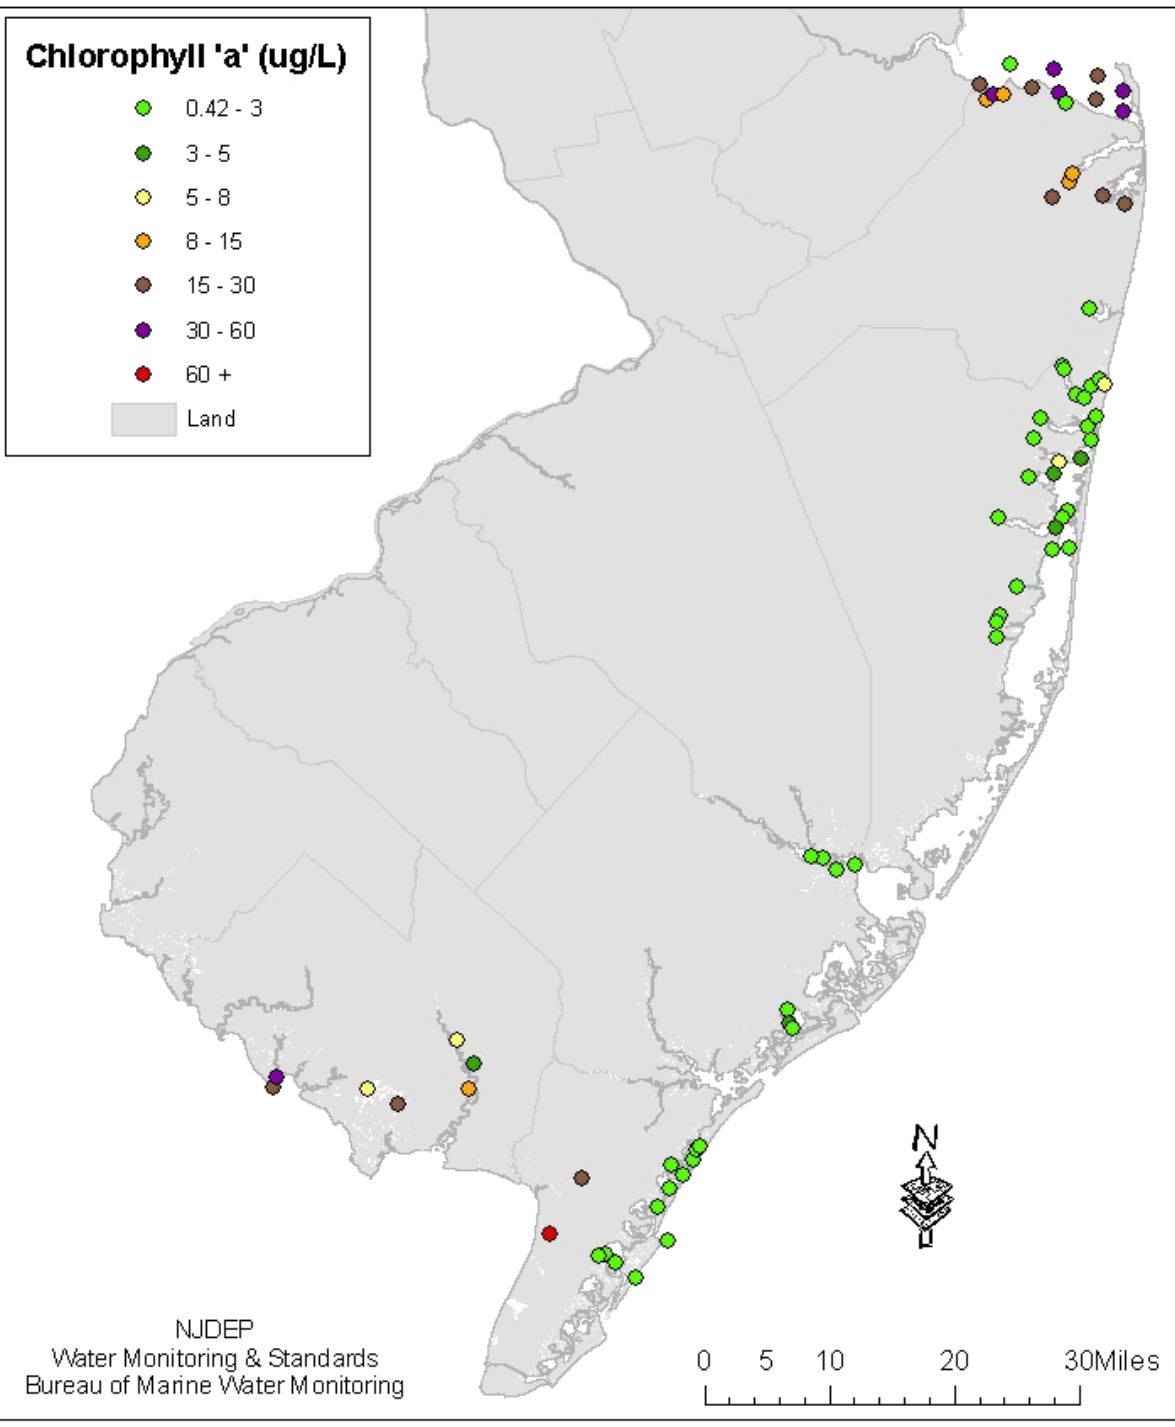 Chlorophyll 'a' (ug/L)
0.42 - 3
3 - 5
5 - 8
8 - 15
15 - 30
30 - 60
60 +
Land
N
NJDEP
Water Monitoring & Standards
Bureau of Marine Water Monitoring
0 5 10 20 30Miles